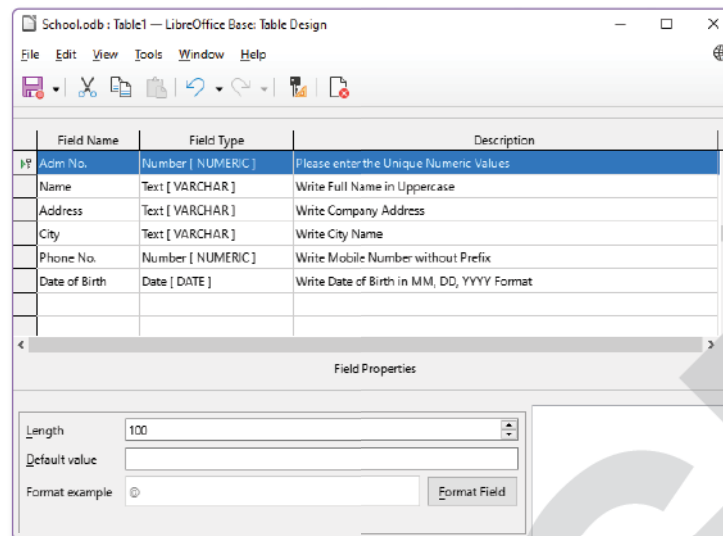 School.odb : Table1 — LibreOffice Base: Table Design
File Edit View Tools Window Help
Field Name Field Type Description
Adm No. Number [ NUMERIC ] Please enter the Unique Numeric Values
Name Text [ VARCHAR ] Write Full Name in Uppercase
Address Text [ VARCHAR ] Write Company Address
City Text [ VARCHAR ] Write City Name
Phone No. Number [ NUMERIC ] Write Mobile Number without Prefix
Date of Birth Date [ DATE ] Write Date of Birth in MM, DD, YYYY Format
Field Properties
Length 100
Default value
Format example @ Format Field